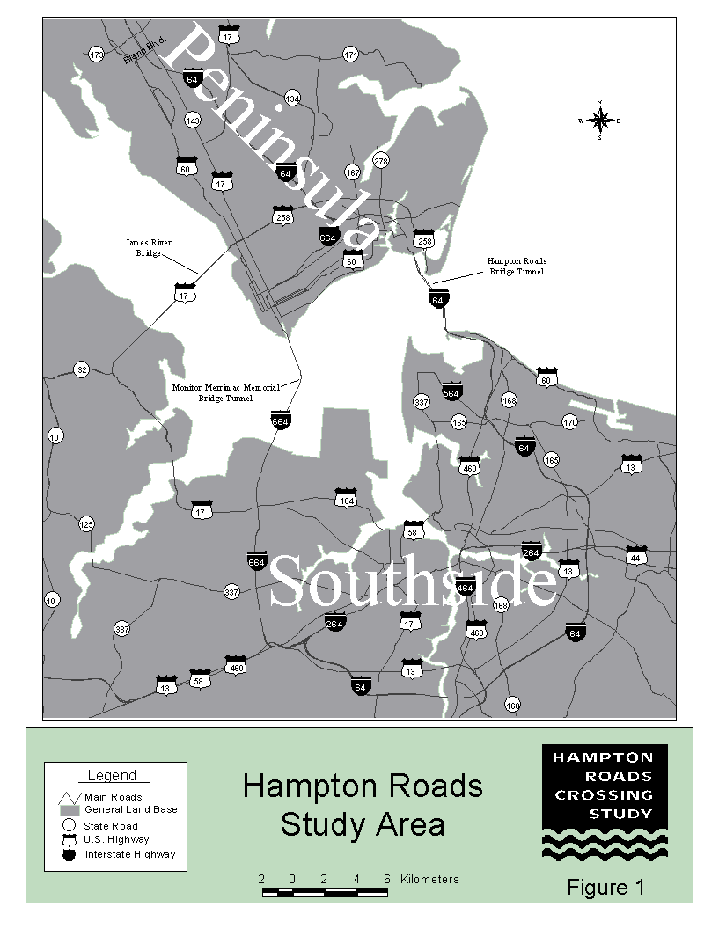 17
173
Bland Blvd.
171
Peninsula
64
134
143
N
W E
S
278
60
167
64
17
258
664
258
James River
Bridge
60
Hampton Roads
Bridge Tunnel
17
64
32
60
Monitor Merrimac Memorial
Bridge Tunnel
564
337
168
664
165
170
10
64
165
460
13
164
17
125
58
264
44
664
13
Southside
464
337
10
168
264
17
337
460
64
460
13
58
13
64
Legend
Main Roads
General Land Base
State Road
U.S. Highway
Interstate Highway
Hampton Roads
Study Area
2 0 2 4 6 Kilometers
HAMPTON
ROADS
CROSSING
STUDY
Figure 1